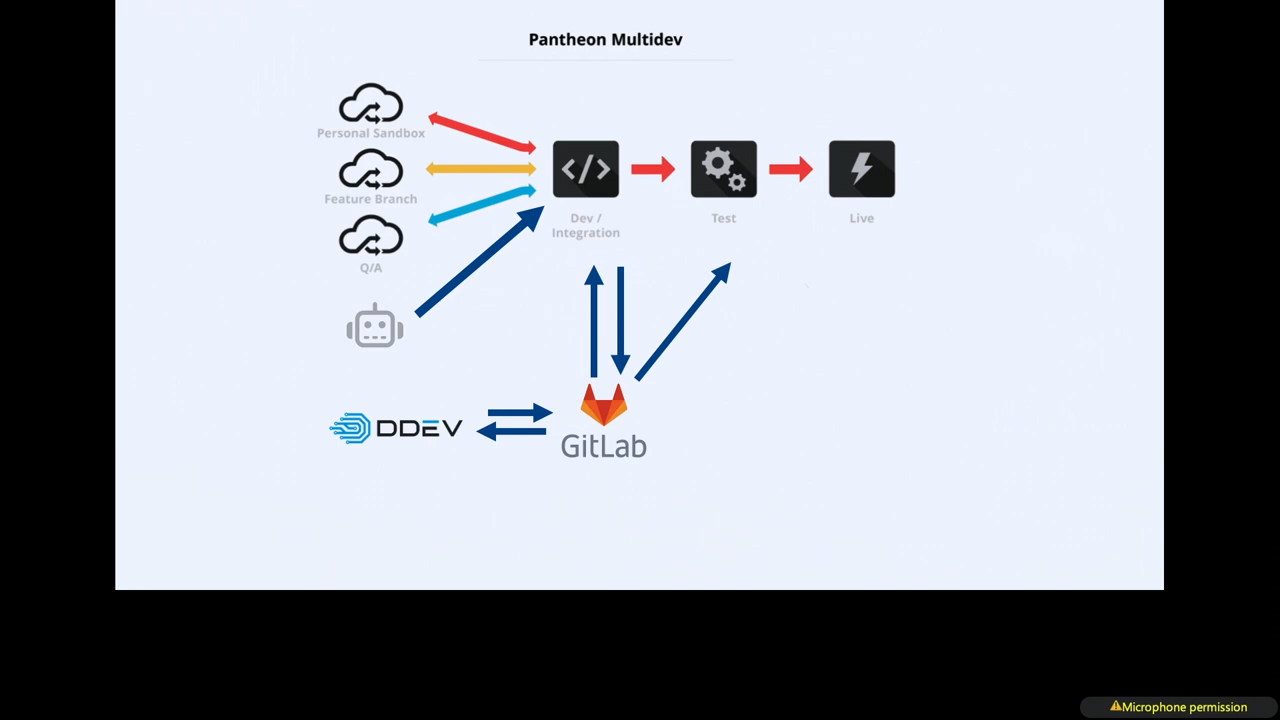 Pantheon Multidev
Personal Sandbox
Feature Branch
Q/A
</>
Dev /
Integration
Test
Live
DDEV
GitLab
Microphone permission